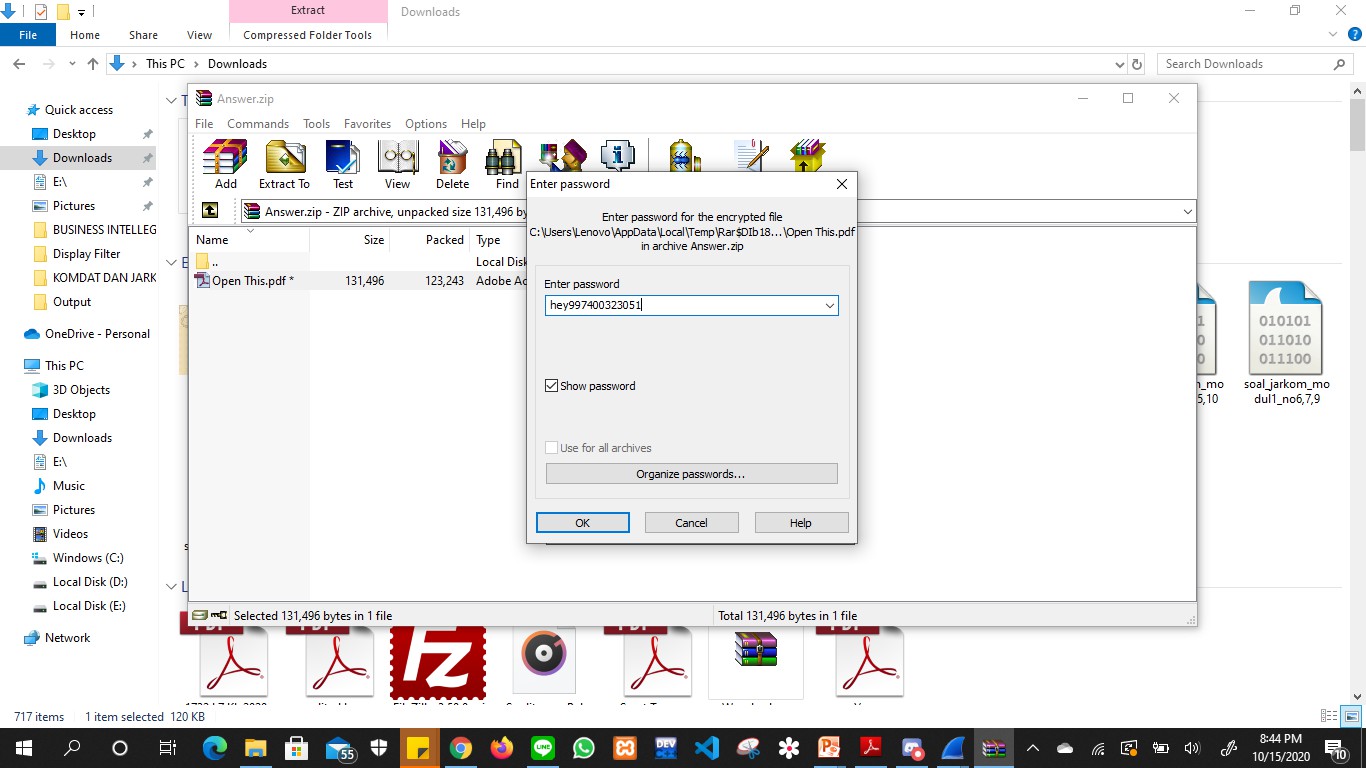 Extract
Downloads
File
Home
Share
View
Compressed Folder Tools
This PC
Downloads
Search Downloads
Quick access
Desktop
Downloads
E:\
Pictures
BUSINESS INTELLEG
Display Filter
KOMDAT DAN JARK
Output
OneDrive - Personal
This PC
3D Objects
Desktop
Downloads
E:\
Music
Pictures
Videos
Windows (C:)
Local Disk (D:)
Local Disk (E:)
Network
Answer.zip
File
Commands
Tools
Favorites
Options
Help
Add
Extract To
Test
View
Delete
Find
Answer.zip - ZIP archive, unpacked size 131,496 by
Name
Size
Packed
Type
..
Local Disk
Open This.pdf *
131,496
123,243
Adobe Ac
Enter password
Enter password for the encrypted file
C:\Users\Lenovo\AppData\Local\Temp\Rar$DIb18...\Open This.pdf
in archive Answer.zip
Enter password
hey997400323051
Show password
Use for all archives
Organize passwords...
OK
Cancel
Help
Selected 131,496 bytes in 1 file
Total 131,496 bytes in 1 file
010101
011010
011100
soal_jarkom_mo
dul1_no6,7,9
5,10
717 items
1 item selected
120 KB
55
DEV
8:44 PM
10/15/2020
10